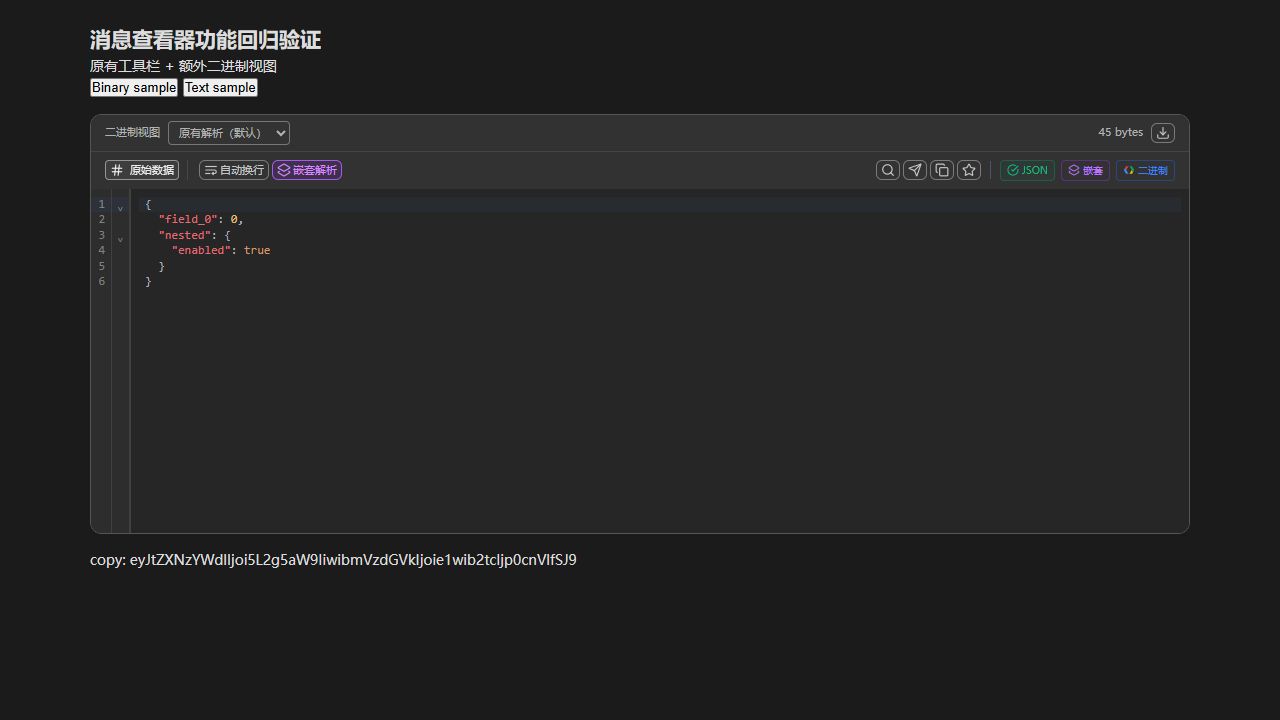 消息查看器功能回归验证
原有工具栏 + 额外二进制视图
Binary sample Text sample
二进制视图 原有解析（默认） 45 bytes
原始数据 自动换行 嵌套解析 JSON 嵌套 二进制
1 {
2 "field_0": 0,
3 "nested": {
4 "enabled": true
5 }
6 }
copy: eyJtZXNzYWdlIjoi5L2g5aW9IiwibmVzdGVkIjoie1wib2tcIjp0cnVlfSJ9